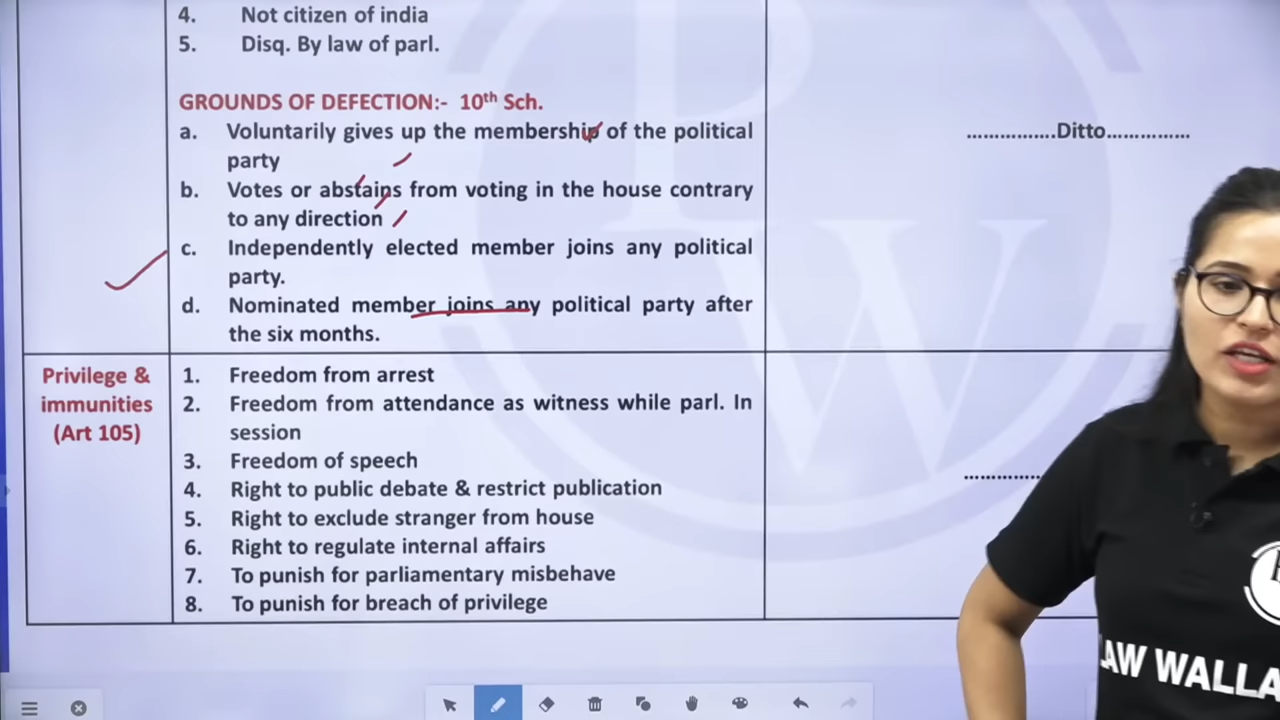 4. Not citizen of india
5. Disq. By law of parl.
GROUNDS OF DEFECTION:- 10th Sch.
a. Voluntarily gives up the membership of the political
party
b. Votes or abstains from voting in the house contrary
to any direction
c. Independently elected member joins any political
party.
d. Nominated member joins any political party after
the six months.
................Ditto...............
Privilege &
immunities
(Art 105)
1. Freedom from arrest
2. Freedom from attendance as witness while parl. In
session
3. Freedom of speech
4. Right to public debate & restrict publication
5. Right to exclude stranger from house
6. Right to regulate internal affairs
7. To punish for parliamentary misbehave
8. To punish for breach of privilege
P
W
LAW WALLA